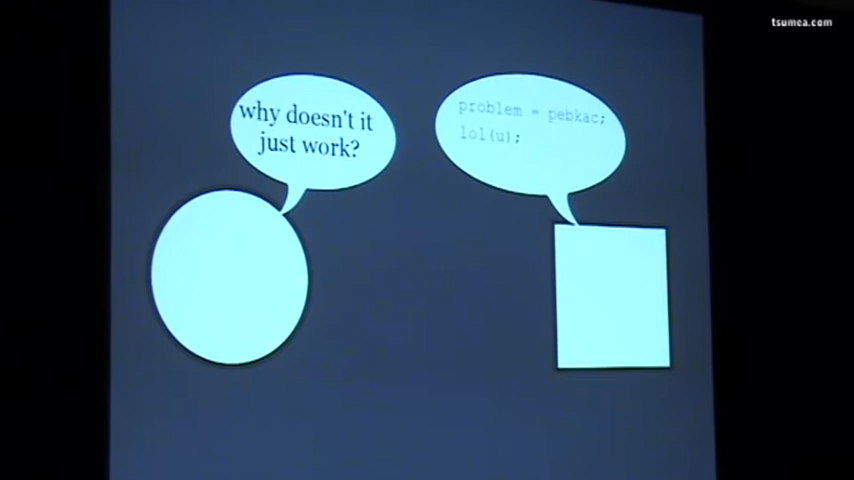 tsumea.com
why doesn't it
just work?
problem = pebkac;
lol(u);